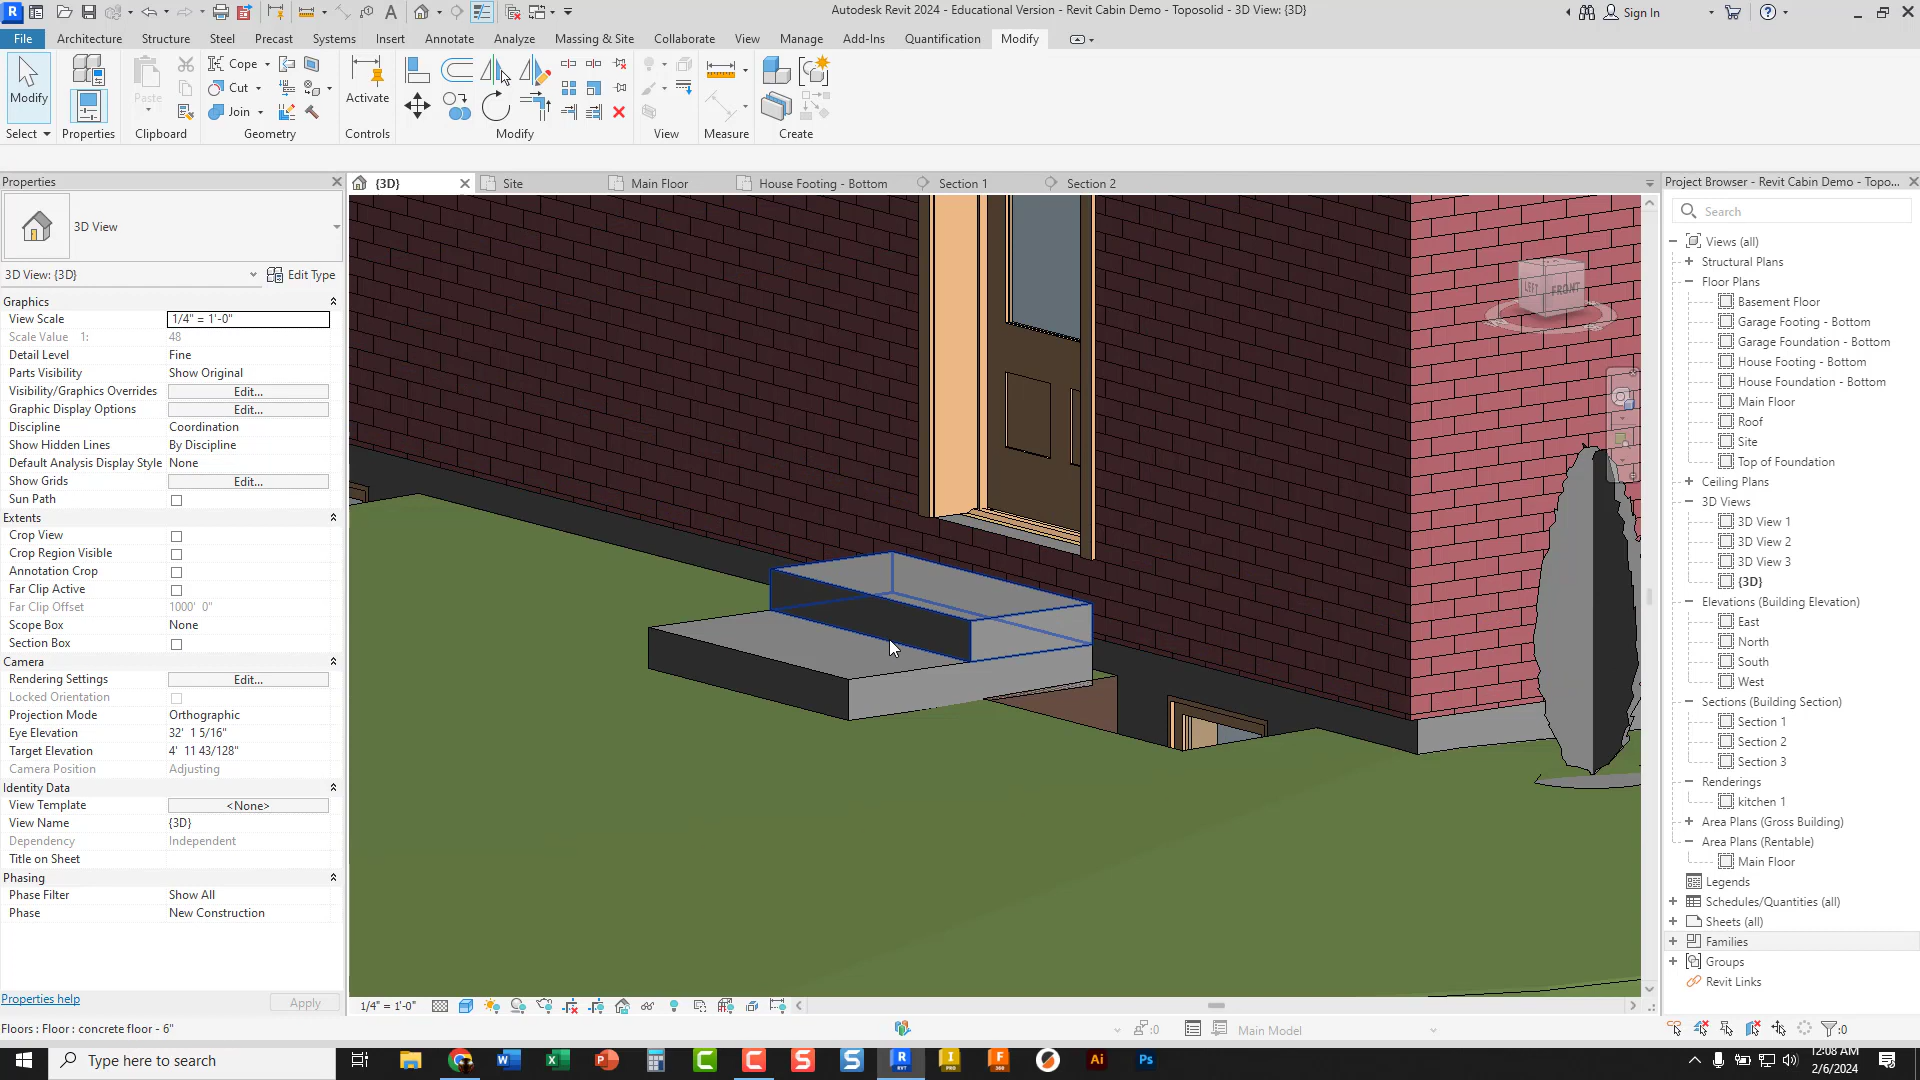 Autodesk Revit 2024 - Educational Version - Revit Cabin Demo - Toposolid - 3D View: {3D}
Sign In
File Architecture Structure Steel Precast Systems Insert Annotate Analyze Massing & Site Collaborate View Manage Add-Ins Quantification Modify
Modify
Properties
Paste
Cope
Cut
Join
Activate
Select Properties Clipboard Geometry Controls Modify View Measure Create
Properties
{3D} Site Main Floor House Footing - Bottom Section 1 Section 2
Project Browser - Revit Cabin Demo - Topo...
3D View
3D View: {3D} Edit Type
Graphics
View Scale 1/4" = 1'-0"
Scale Value 1: 48
Detail Level Fine
Parts Visibility Show Original
Visibility/Graphics Overrides Edit...
Graphic Display Options Edit...
Discipline Coordination
Show Hidden Lines By Discipline
Default Analysis Display Style None
Show Grids Edit...
Sun Path
Extents
Crop View
Crop Region Visible
Annotation Crop
Far Clip Active
Far Clip Offset 1000' 0"
Scope Box None
Section Box
Camera
Rendering Settings Edit...
Locked Orientation
Projection Mode Orthographic
Eye Elevation 32' 1 5/16"
Target Elevation 4' 11 43/128"
Camera Position Adjusting
Identity Data
View Template <None>
View Name {3D}
Dependency Independent
Title on Sheet
Phasing
Phase Filter Show All
Phase New Construction
Properties help Apply
LEFT FRONT
Search
Views (all)
Structural Plans
Floor Plans
Basement Floor
Garage Footing - Bottom
Garage Foundation - Bottom
House Footing - Bottom
House Foundation - Bottom
Main Floor
Roof
Site
Top of Foundation
Ceiling Plans
3D Views
3D View 1
3D View 2
3D View 3
{3D}
Elevations (Building Elevation)
East
North
South
West
Sections (Building Section)
Section 1
Section 2
Section 3
Renderings
kitchen 1
Area Plans (Gross Building)
Area Plans (Rentable)
Main Floor
Legends
Schedules/Quantities (all)
Sheets (all)
Families
Groups
Revit Links
1/4" = 1'-0"
Floors : Floor : concrete floor - 6"
:0
Main Model
:0
Type here to search
12:08 AM
2/6/2024